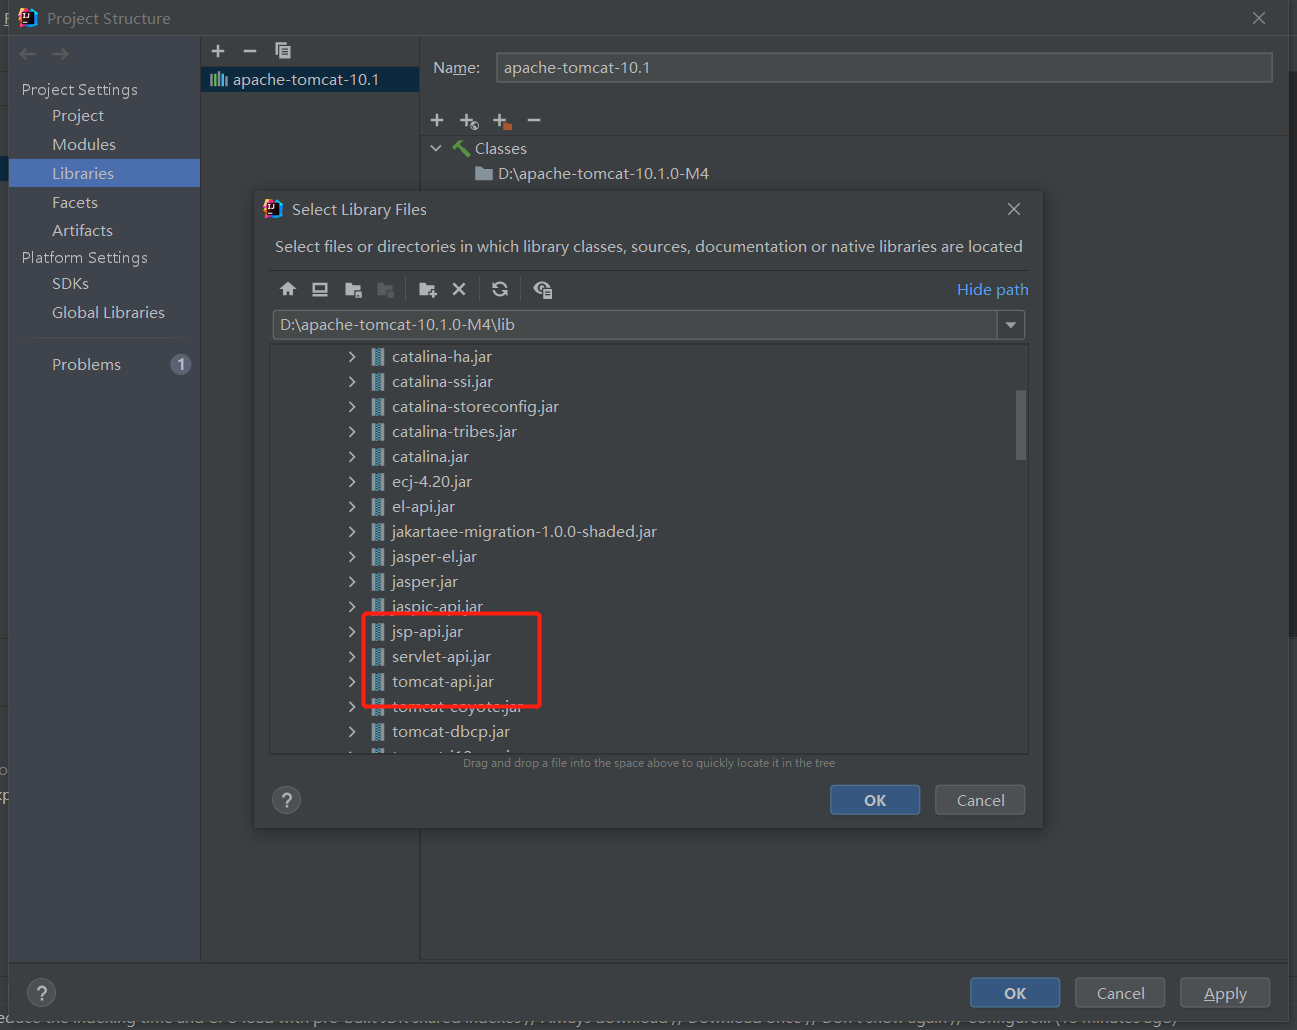 Project Structure
Project Settings
Project
Modules
Libraries
Facets
Artifacts
Platform Settings
SDKs
Global Libraries
Problems
1
apache-tomcat-10.1
Name:
apache-tomcat-10.1
Classes
D:\apache-tomcat-10.1.0-M4
Select Library Files
Select files or directories in which library classes, sources, documentation or native libraries are located
Hide path
D:\apache-tomcat-10.1.0-M4\lib
catalina-ha.jar
catalina-ssi.jar
catalina-storeconfig.jar
catalina-tribes.jar
catalina.jar
ecj-4.20.jar
el-api.jar
jakartaee-migration-1.0.0-shaded.jar
jasper-el.jar
jasper.jar
jaspic-api.jar
jsp-api.jar
servlet-api.jar
tomcat-api.jar
tomcat-coyote.jar
tomcat-dbcp.jar
Drag and drop a file into the space above to quickly locate it in the tree
?
OK
Cancel
?
OK
Cancel
Apply